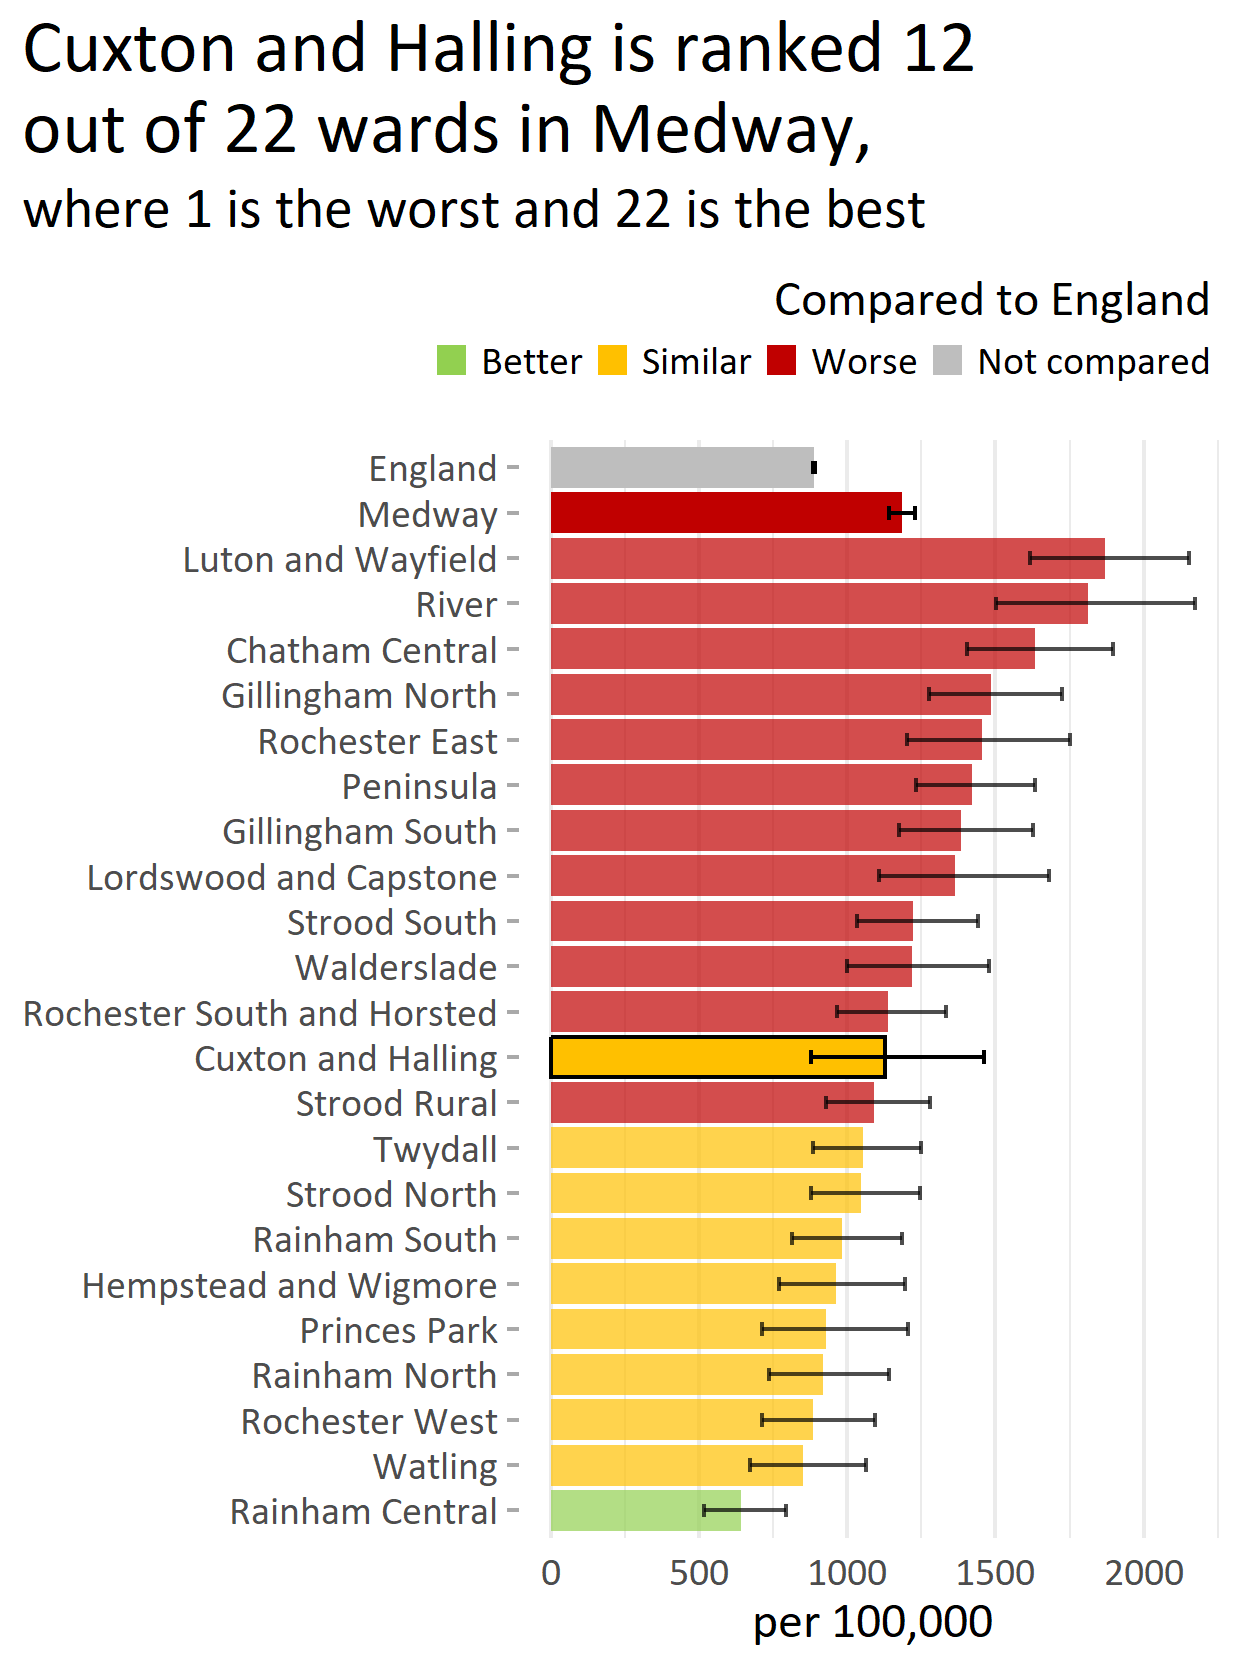 Cuxton and Halling is ranked 12
out of 22 wards in Medway,
where 1 is the worst and 22 is the best
Compared to England
Better Similar Worse Not compared
England
Medway
Luton and Wayfield
River
Chatham Central
Gillingham North
Rochester East
Peninsula
Gillingham South
Lordswood and Capstone
Strood South
Walderslade
Rochester South and Horsted
Cuxton and Halling
Strood Rural
Twydall
Strood North
Rainham South
Hempstead and Wigmore
Princes Park
Rainham North
Rochester West
Watling
Rainham Central
0 500 1000 1500 2000
per 100,000